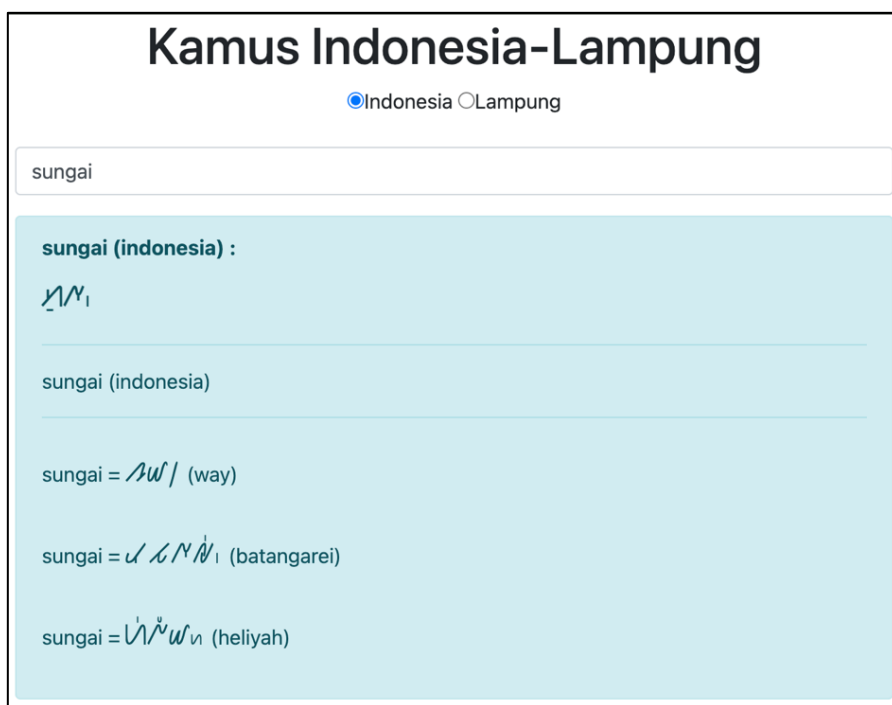 Kamus Indonesia-Lampung
Indonesia Lampung
sungai
sungai (indonesia) :
sungai (indonesia)
sungai = (way)
sungai = (batangarei)
sungai = (heliyah)